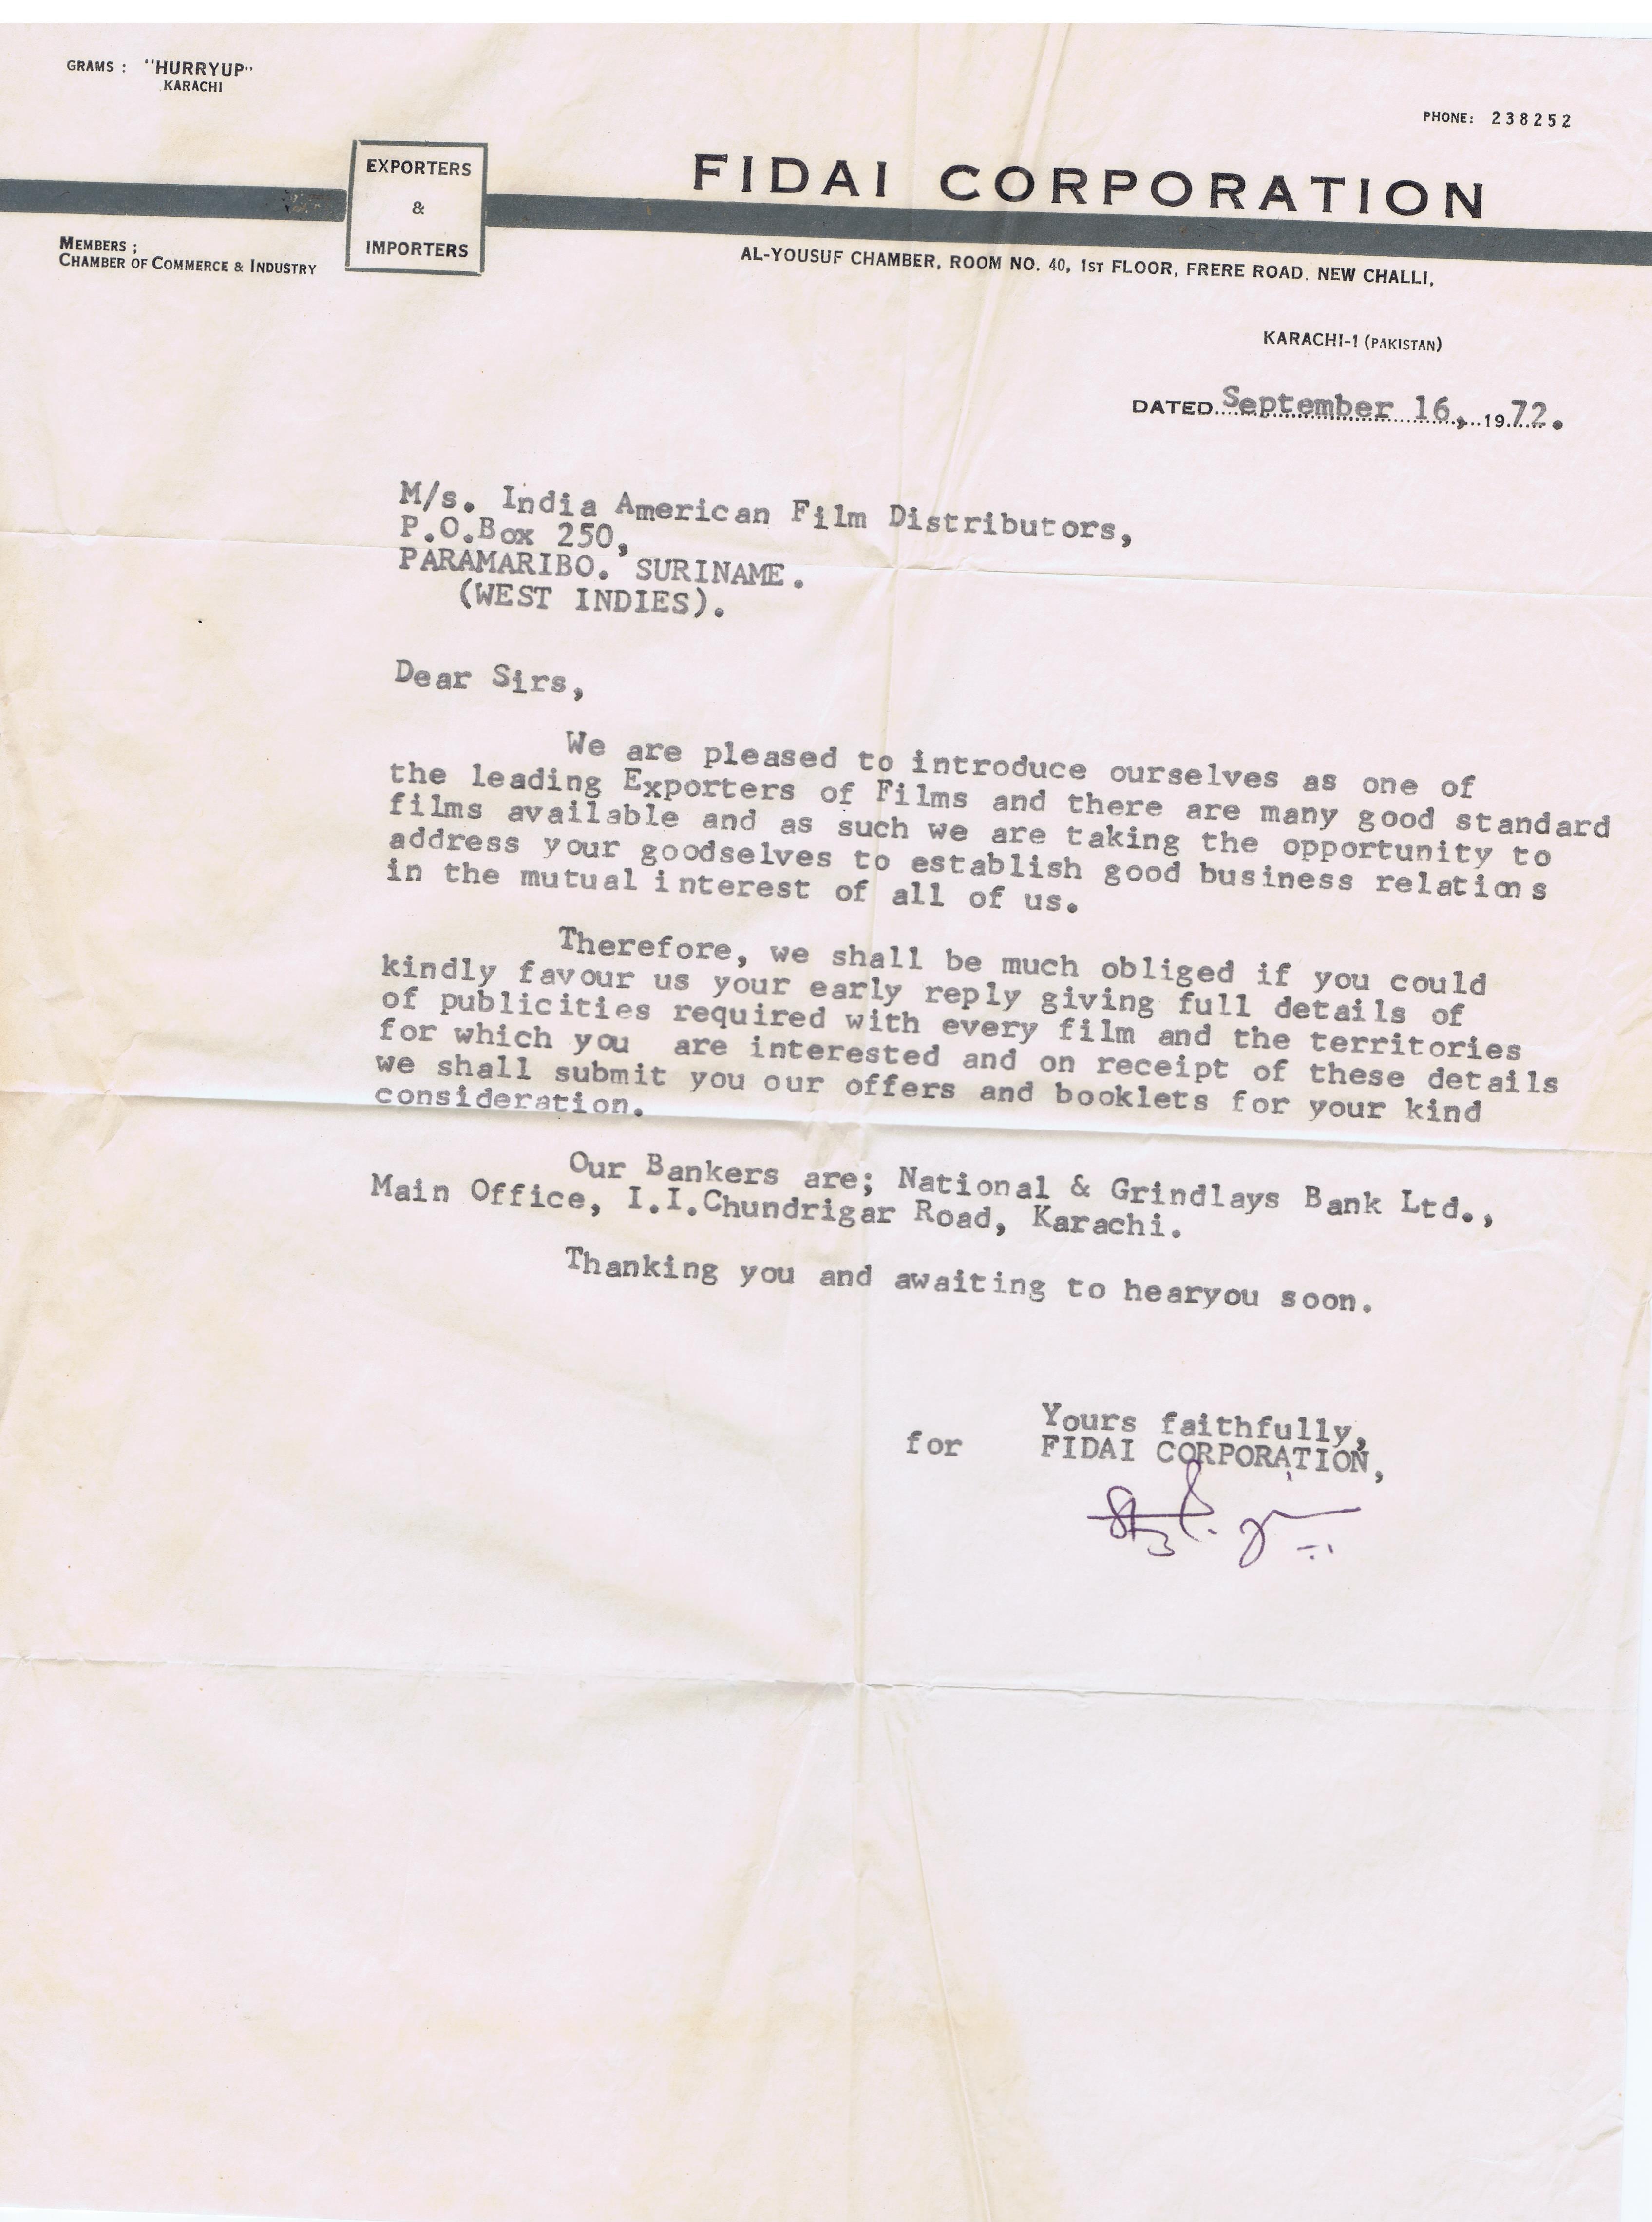 GRAMS : "HURRYUP"
KARACHI
PHONE: 238252
EXPORTERS
&
IMPORTERS
FIDAI CORPORATION
MEMBERS ;
CHAMBER OF COMMERCE & INDUSTRY
AL-YOUSUF CHAMBER, ROOM NO. 40, 1ST FLOOR, FRERE ROAD. NEW CHALLI,
KARACHI-1 (PAKISTAN)
DATED September 16, 1972.
M/s. India American Film Distributors,
P.O.Box 250,
PARAMARIBO. SURINAME.
(WEST INDIES).
Dear Sirs,
We are pleased to introduce ourselves as one of
the leading Exporters of Films and there are many good standard
films available and as such we are taking the opportunity to
address your goodselves to establish good business relations
in the mutual interest of all of us.
Therefore, we shall be much obliged if you could
kindly favour us your early reply giving full details of
of publicities required with every film and the territories
for which you are interested and on receipt of these details
we shall submit you our offers and booklets for your kind
consideration.
Our Bankers are; National & Grindlays Bank Ltd.,
Main Office, I.I.Chundrigar Road, Karachi.
Thanking you and awaiting to hearyou soon.
Yours faithfully,
for FIDAI CORPORATION,